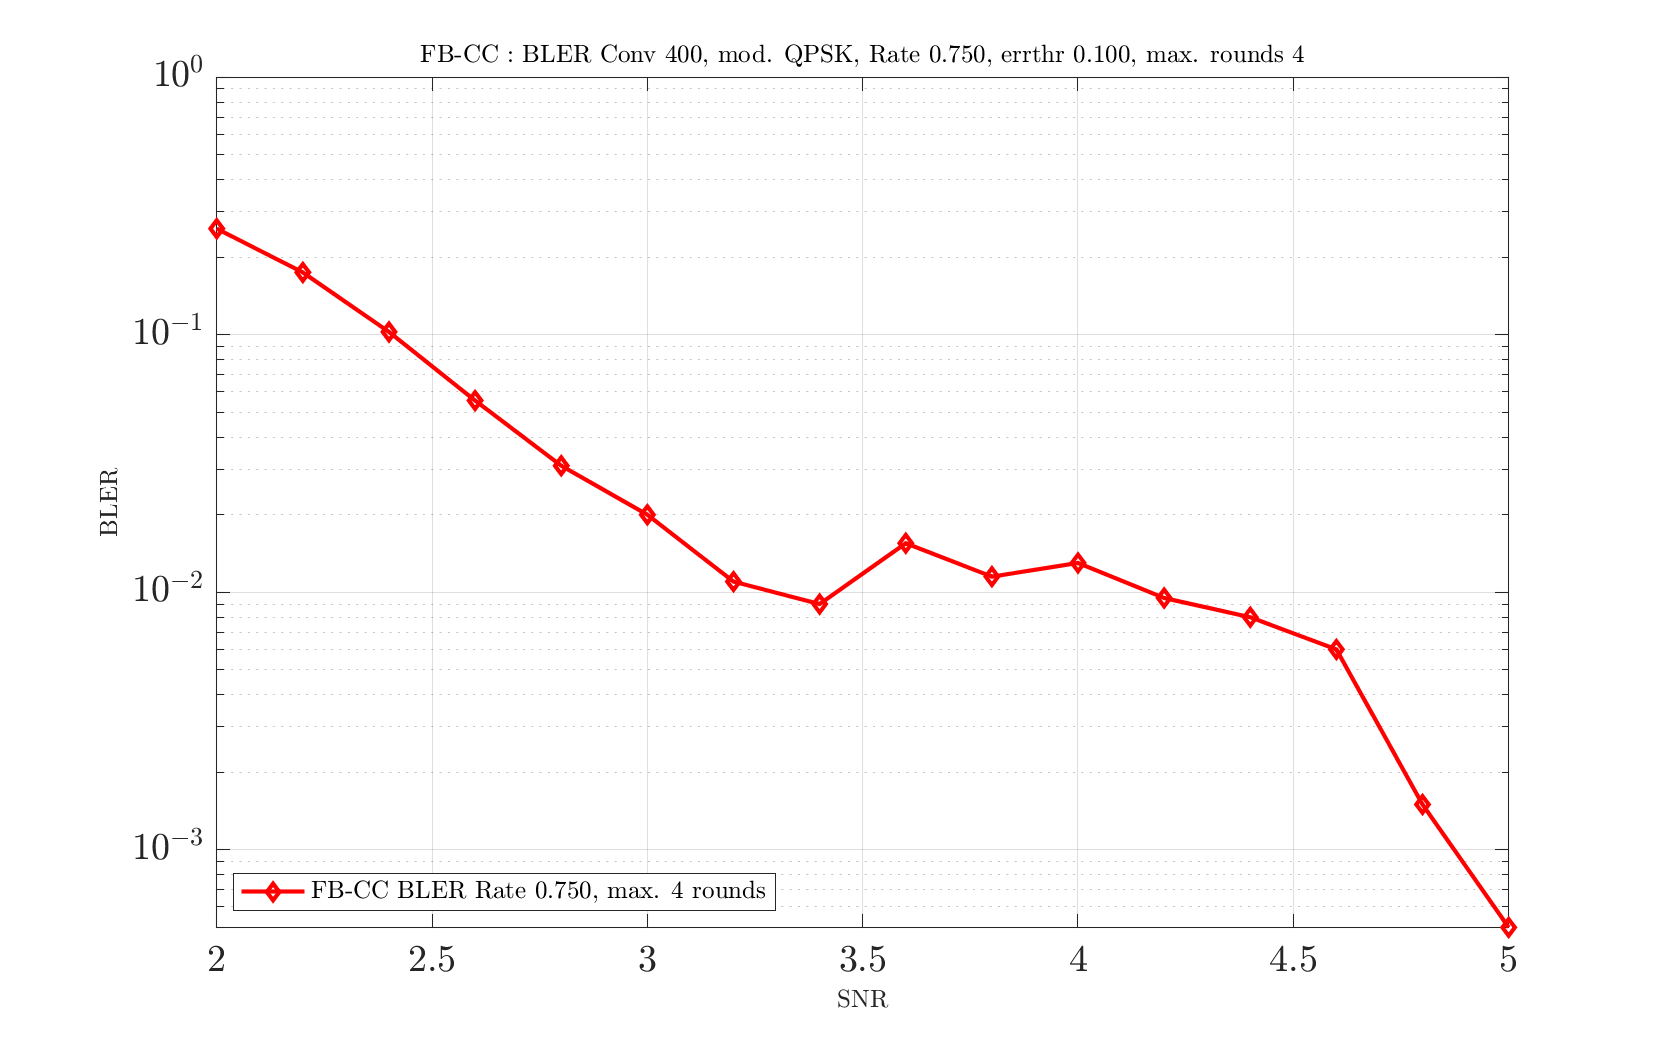 FB-CC : BLER Conv 400, mod. QPSK, Rate 0.750, errthr 0.100, max. rounds 4
10^0
10^{-1}
10^{-2}
10^{-3}
BLER
FB-CC BLER Rate 0.750, max. 4 rounds
2 2.5 3 3.5 4 4.5 5
SNR